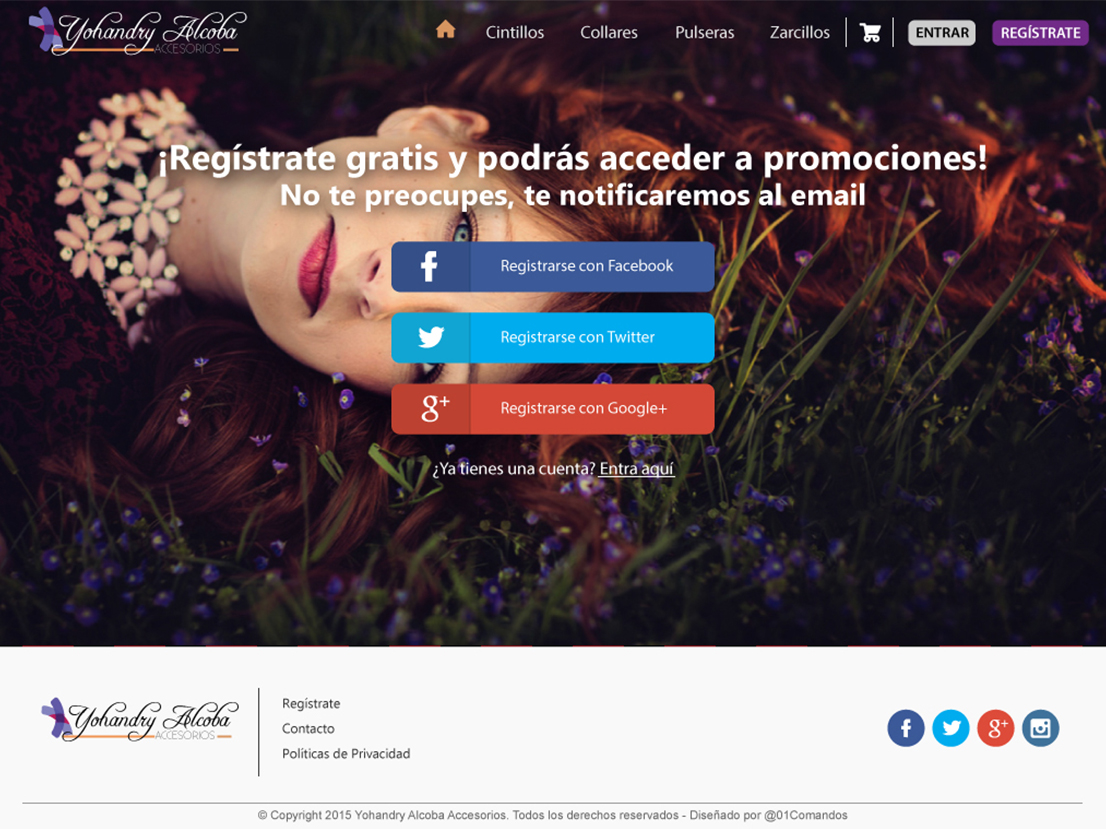 Yohandry Alcoba
ACCESORIOS
Cintillos
Collares
Pulseras
Zarcillos
ENTRAR
REGÍSTRATE
¡Regístrate gratis y podrás acceder a promociones!
No te preocupes, te notificaremos al email
f
Registrarse con Facebook
Registrarse con Twitter
g+
Registrarse con Google+
¿Ya tienes una cuenta? Entra aquí
Yohandry Alcoba
ACCESORIOS
Regístrate
Contacto
Politicas de Privacidad
f
g+
© Copyright 2015 Yohandry Alcoba Accesorios. Todos los derechos reservados - Diseñado por @01Comandos